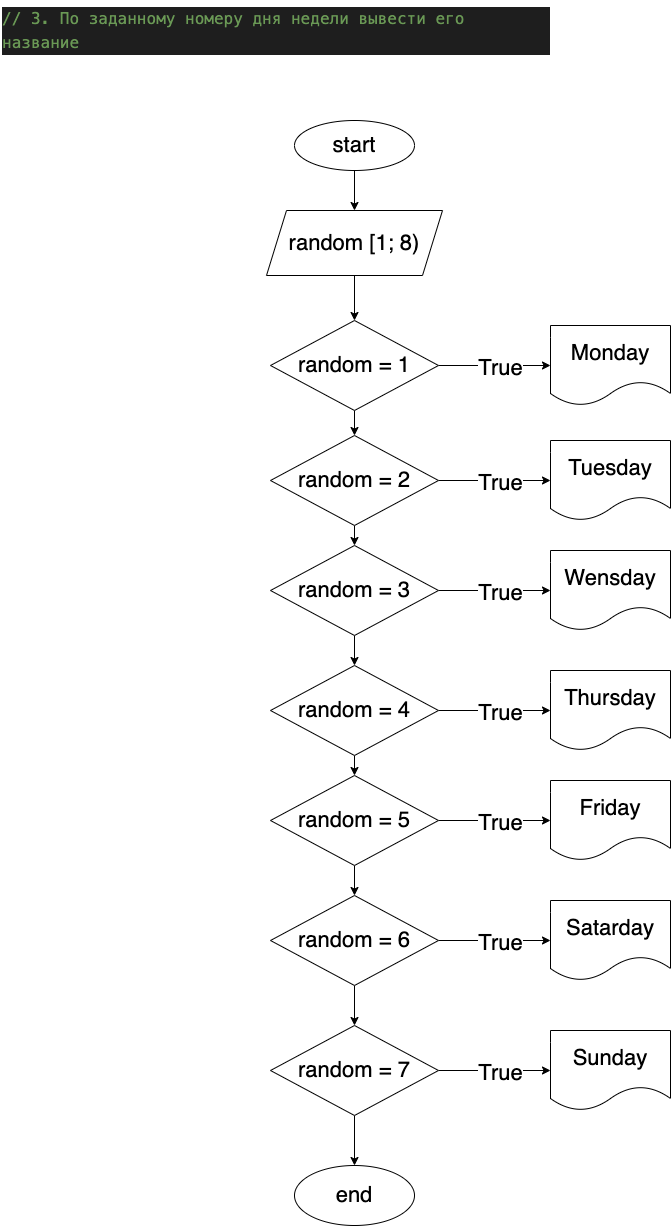 // 3. По заданному номеру дня недели вывести его
название
start
random [1; 8)
random = 1
True
Monday
random = 2
True
Tuesday
random = 3
True
Wensday
random = 4
True
Thursday
random = 5
True
Friday
random = 6
True
Satarday
random = 7
True
Sunday
end